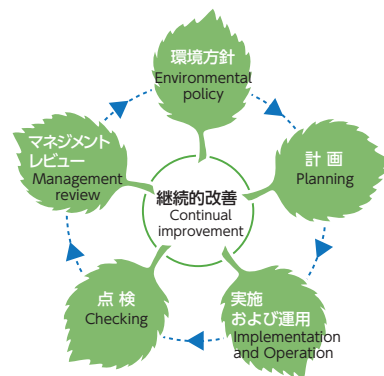 環境方針
Environmental
policy
計 画
Planning
実施
および運用
Implementation
and Operation
点 検
Checking
マネジメント
レビュー
Management
review
継続的改善
Continual
improvement